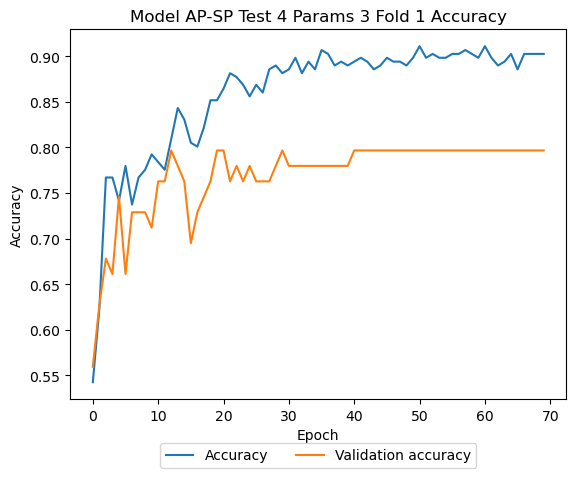 Model AP-SP Test 4 Params 3 Fold 1 Accuracy
0.90
0.85
0.80
0.75
0.70
0.65
0.60
0.55
Accuracy
0 10 20 30 40 50 60 70
Epoch
Accuracy Validation accuracy